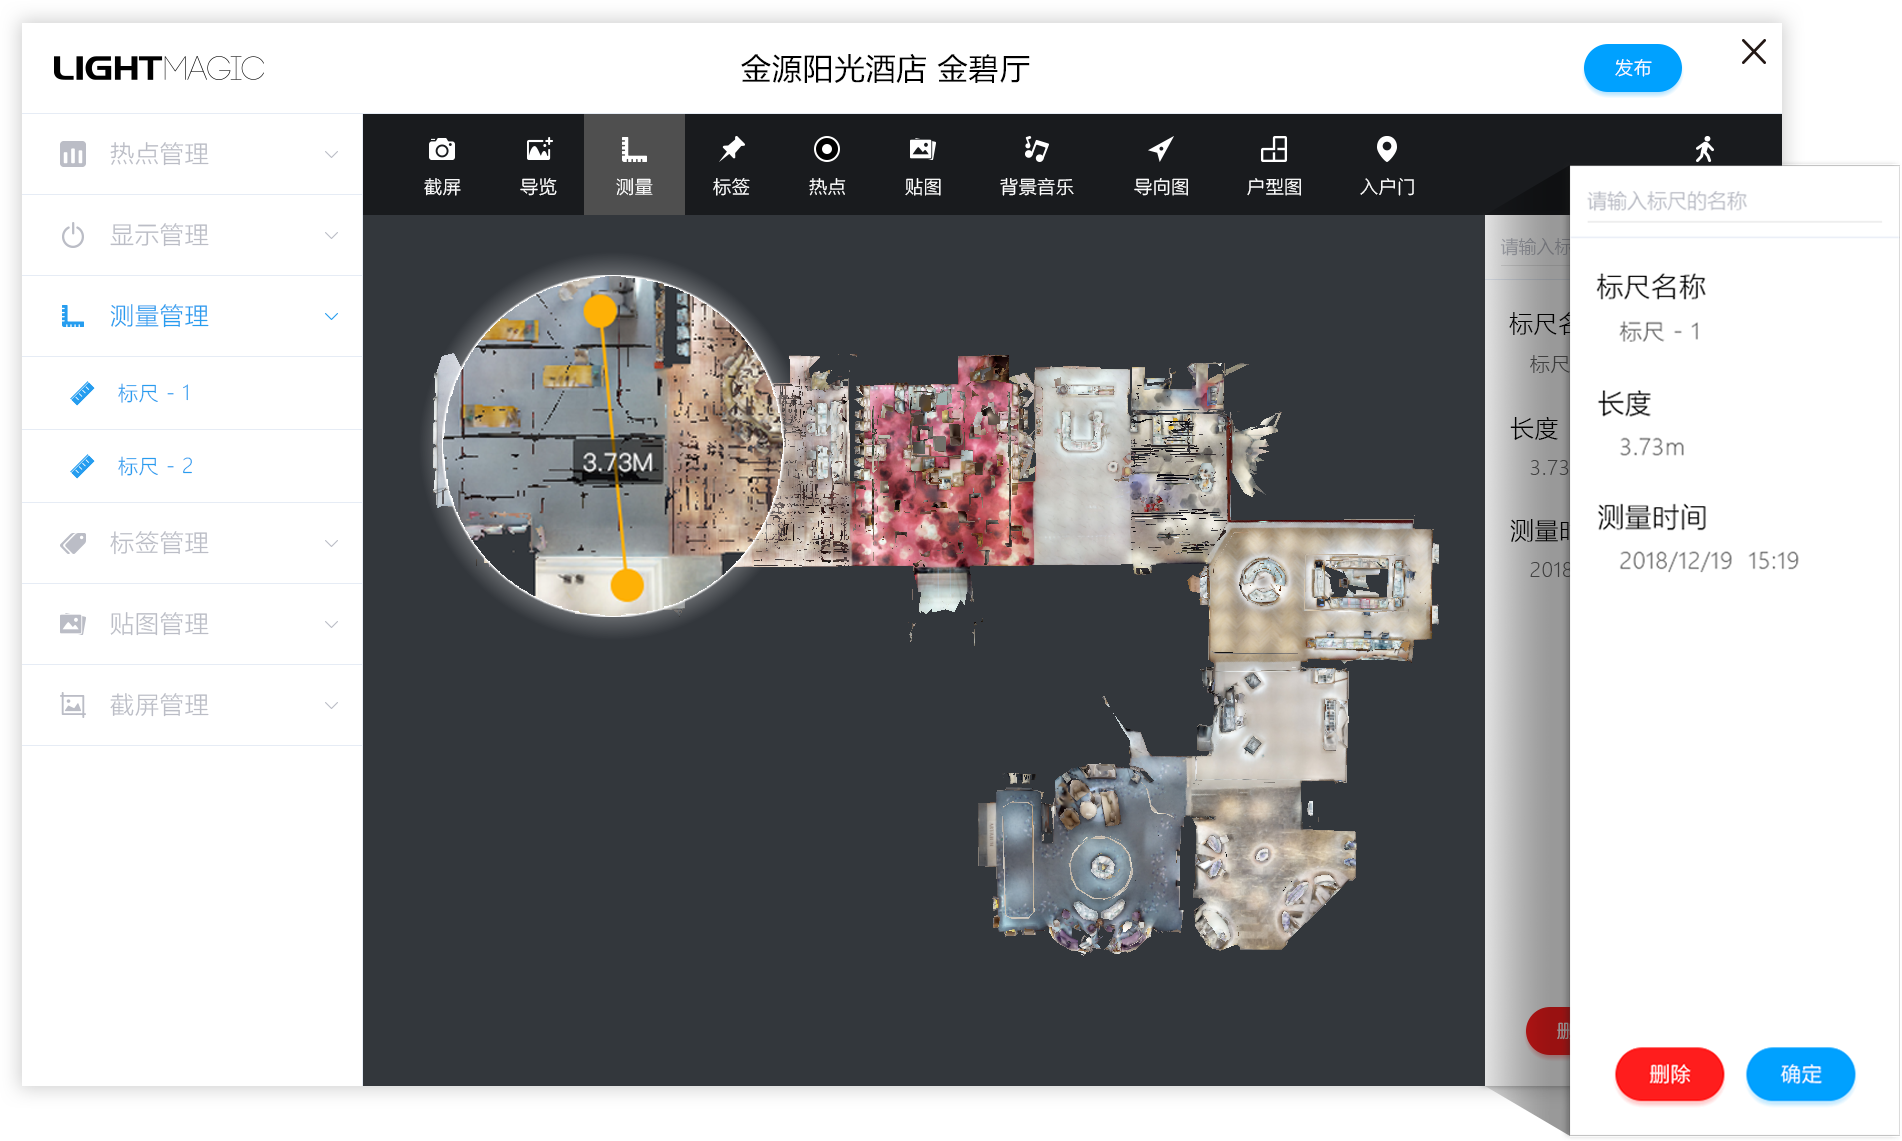 LIGHTMAGIC
金源阳光酒店 金碧厅
发布
热点管理
显示管理
测量管理
标尺 - 1
标尺 - 2
标签管理
贴图管理
截屏管理
截屏
导览
测量
标签
热点
贴图
背景音乐
导向图
户型图
入户门
3.73M
请输入标
标尺名
标尺
长度
3.73
测量时
2018
删
请输入标尺的名称
标尺名称
标尺 - 1
长度
3.73m
测量时间
2018/12/19 15:19
删除
确定